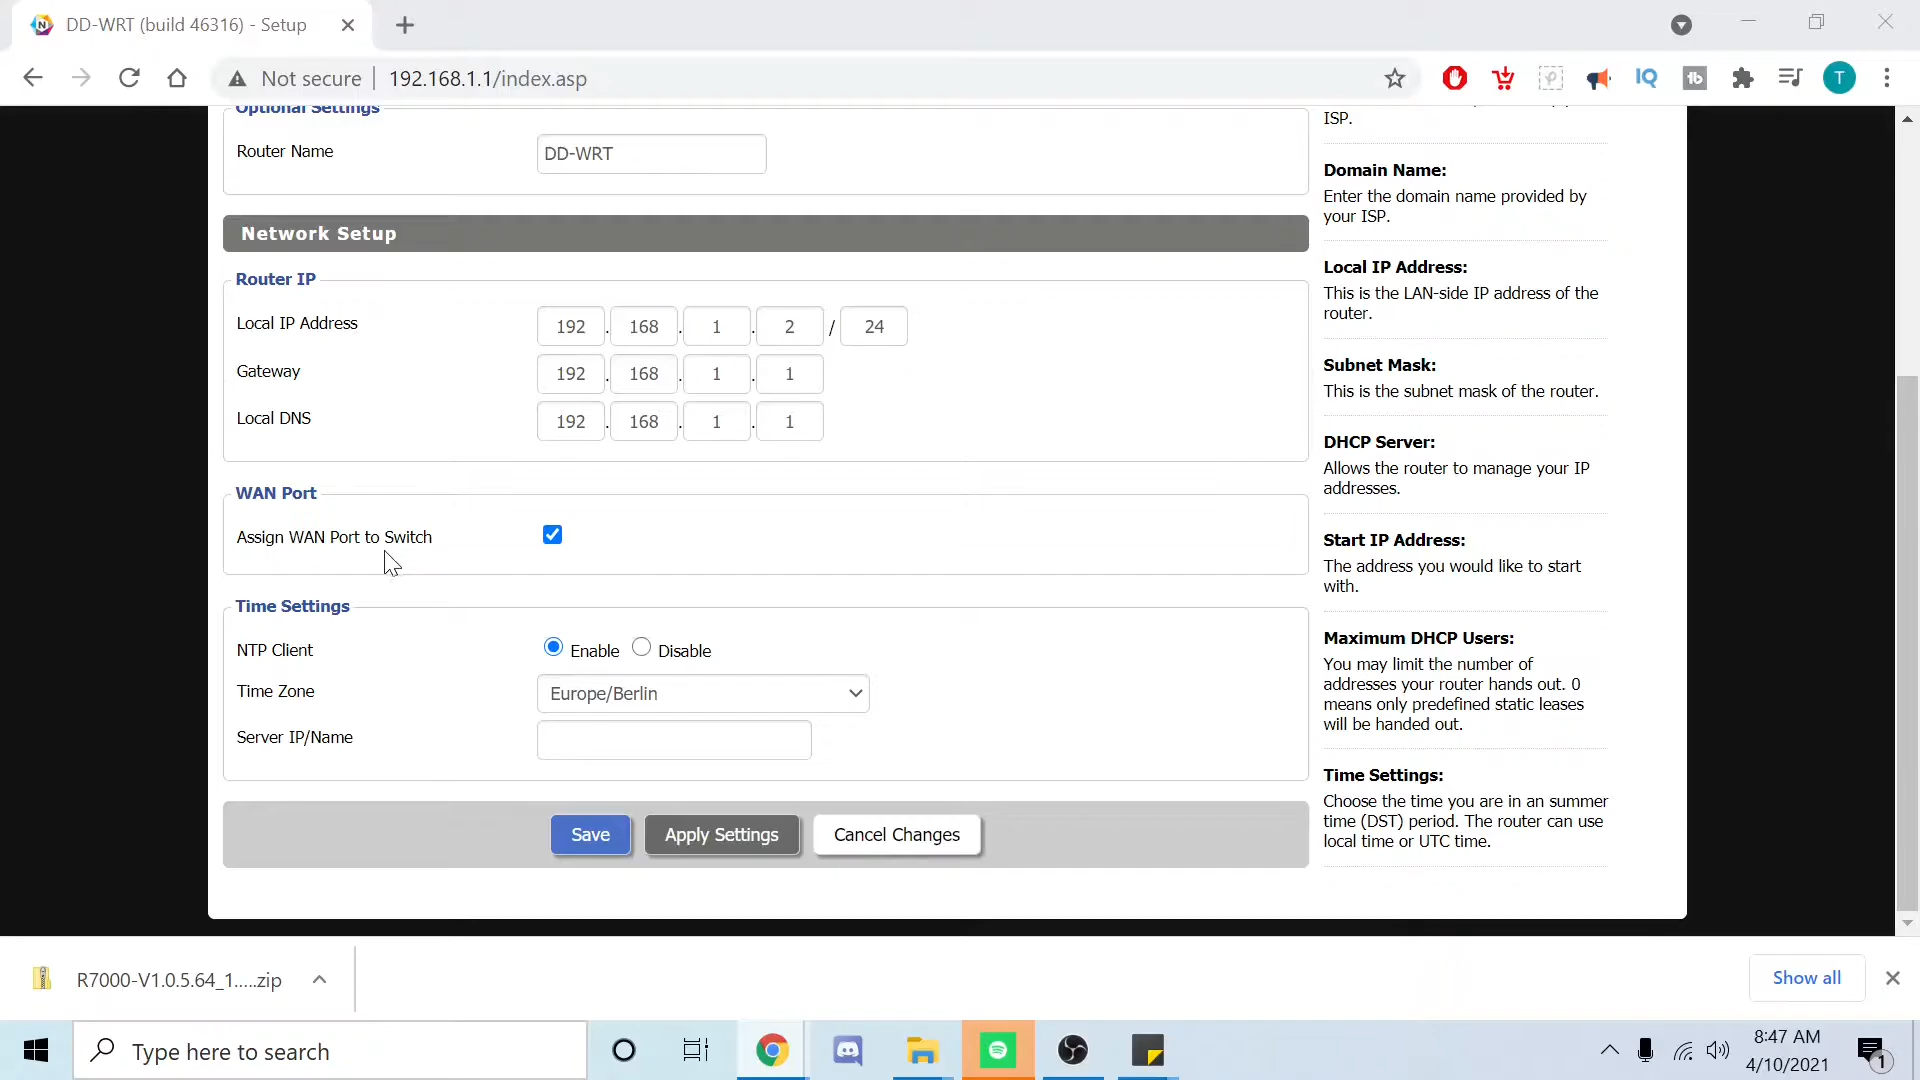 DD-WRT (build 46316) - Setup
Not secure
192.168.1.1/index.asp
IQ
tb
T
Optional Settings
Router Name
DD-WRT
Network Setup
Router IP
Local IP Address
192 . 168 . 1 . 2 / 24
Gateway
192 . 168 . 1 . 1
Local DNS
192 . 168 . 1 . 1
WAN Port
Assign WAN Port to Switch
Time Settings
NTP Client
Enable Disable
Time Zone
Europe/Berlin
Server IP/Name
Save
Apply Settings
Cancel Changes
ISP.
Domain Name:
Enter the domain name provided by
your ISP.
Local IP Address:
This is the LAN-side IP address of the
router.
Subnet Mask:
This is the subnet mask of the router.
DHCP Server:
Allows the router to manage your IP
addresses.
Start IP Address:
The address you would like to start
with.
Maximum DHCP Users:
You may limit the number of
addresses your router hands out. 0
means only predefined static leases
will be handed out.
Time Settings:
Choose the time you are in an summer
time (DST) period. The router can use
local time or UTC time.
R7000-V1.0.5.64_1.....zip
Show all
Type here to search
8:47 AM
4/10/2021
1